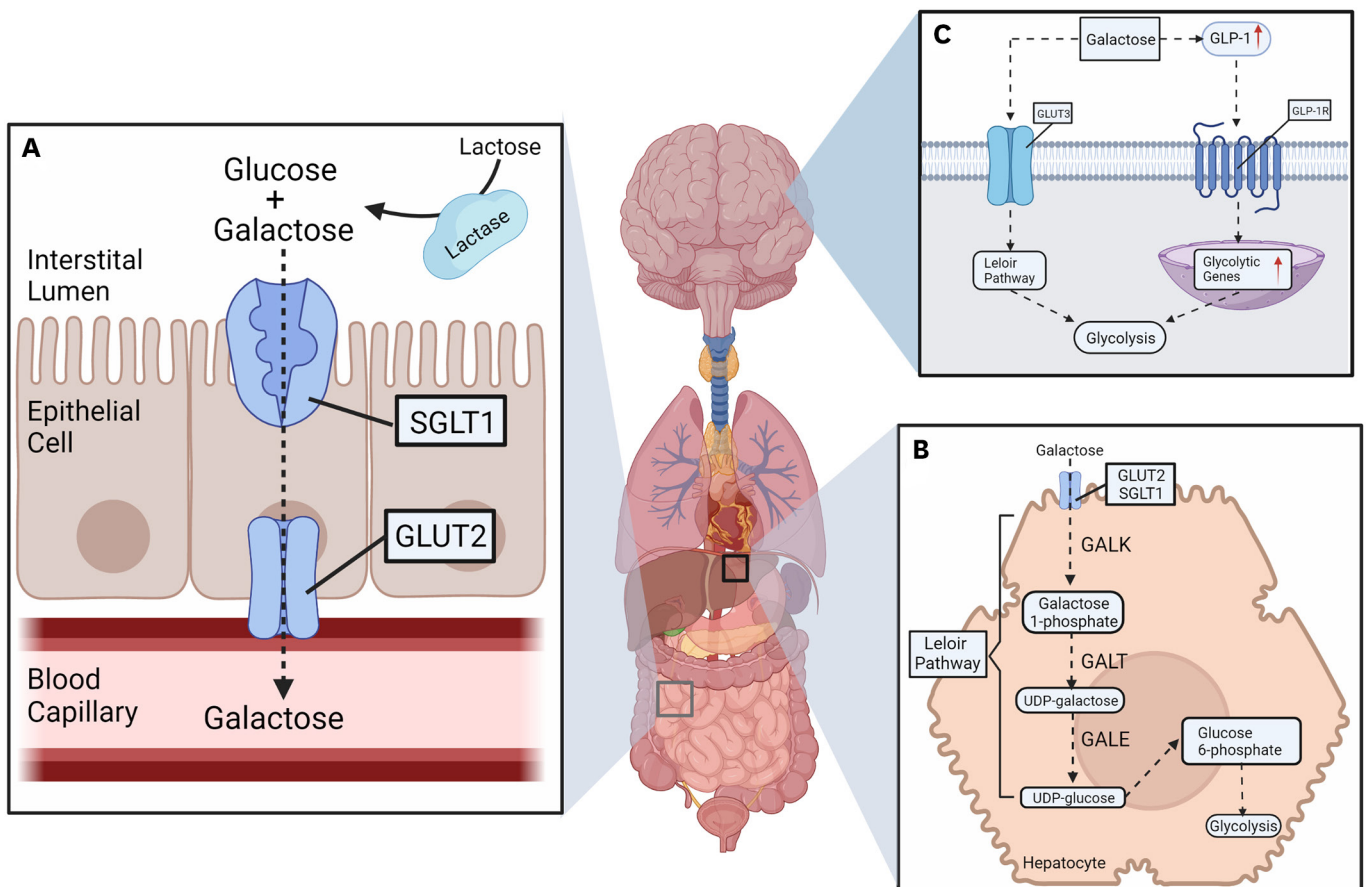 A
Lactose
Glucose
+
Galactose
Lactase
Interstital
Lumen
Epithelial
Cell
SGLT1
GLUT2
Blood
Capillary
Galactose
C
Galactose
GLP-1
GLUT3
GLP-1R
Leloir
Pathway
Glycolytic
Genes
Glycolysis
B
Galactose
GLUT2
SGLT1
GALK
Galactose
1-phosphate
Leloir
Pathway
GALT
UDP-galactose
GALE
Glucose
6-phosphate
UDP-glucose
Glycolysis
Hepatocyte